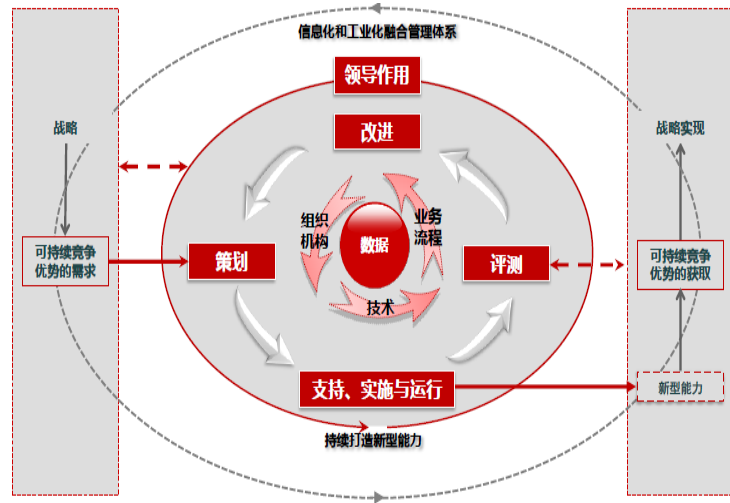 信息化和工业化融合管理体系
领导作用
改进
战略
战略实现
组织
机构
业务
流程
数据
可持续竞争
优势的需求
策划
评测
可持续竞争
优势的获取
技术
支持、实施与运行
新型能力
持续打造新型能力